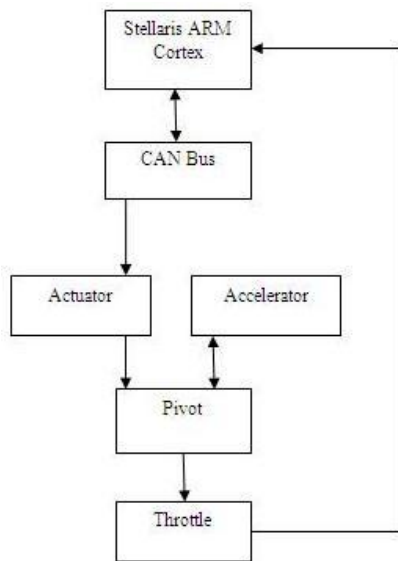 Stellaris ARM
Cortex
CAN Bus
Actuator
Accelerator
Pivot
Throttle